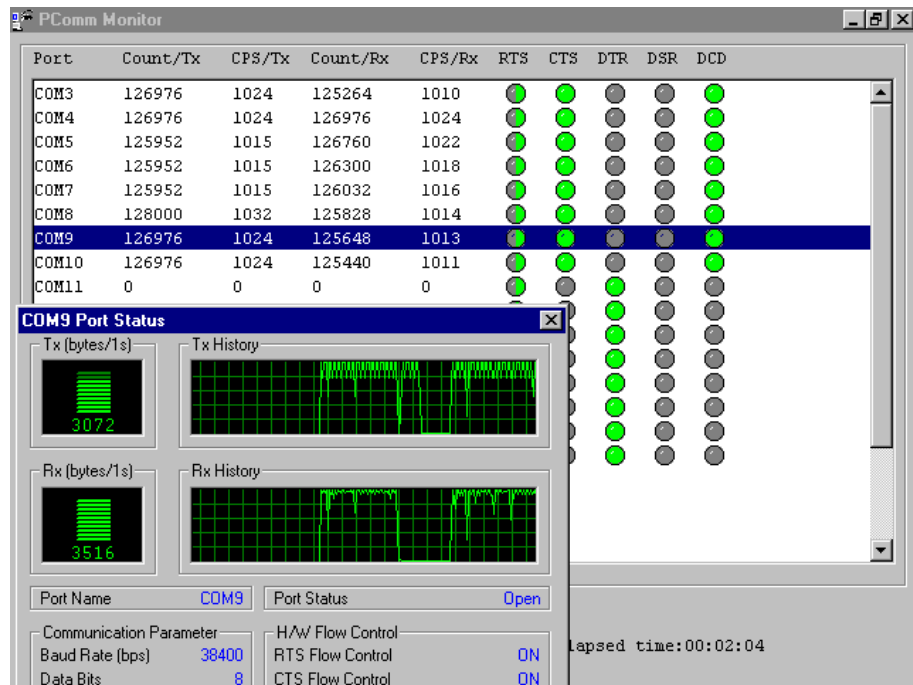 PComm Monitor
Port Count/Tx CPS/Tx Count/Rx CPS/Rx RTS CTS DTR DSR DCD
COM3 126976 1024 125264 1010
COM4 126976 1024 126976 1024
COM5 125952 1015 126760 1022
COM6 125952 1015 126300 1018
COM7 125952 1015 126032 1016
COM8 128000 1032 125828 1014
COM9 126976 1024 125648 1013
COM10 126976 1024 125440 1011
COM11 0 0 0 0
COM9 Port Status
Tx (bytes/1s) Tx History
3072
Rx (bytes/1s) Rx History
3516
Port Name COM9 Port Status Open
Communication Parameter H/W Flow Control
Baud Rate (bps) 38400 RTS Flow Control ON
lapsed time:00:02:04
Data Bits 8 CTS Flow Control ON